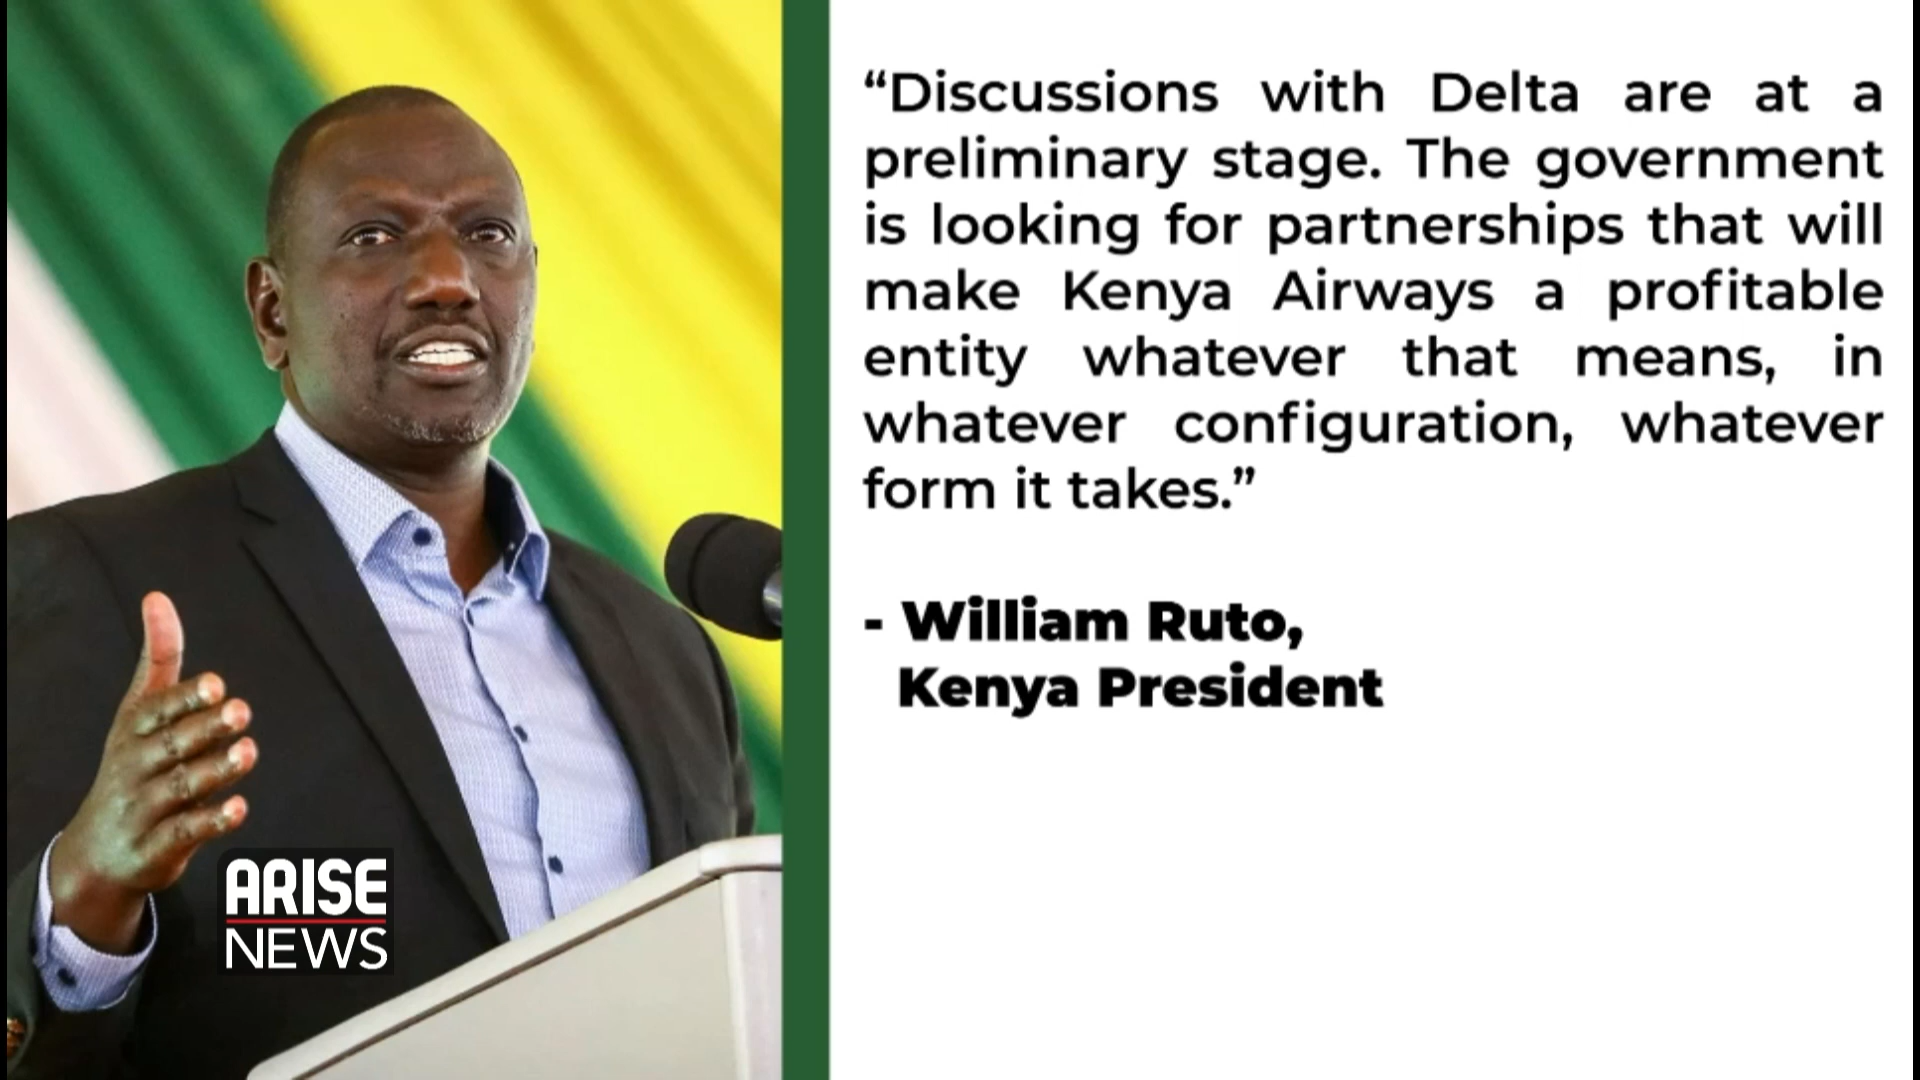 “Discussions with Delta are at a
preliminary stage. The government
is looking for partnerships that will
make Kenya Airways a profitable
entity whatever that means, in
whatever configuration, whatever
form it takes.”
- William Ruto,
Kenya President
ARISE
NEWS